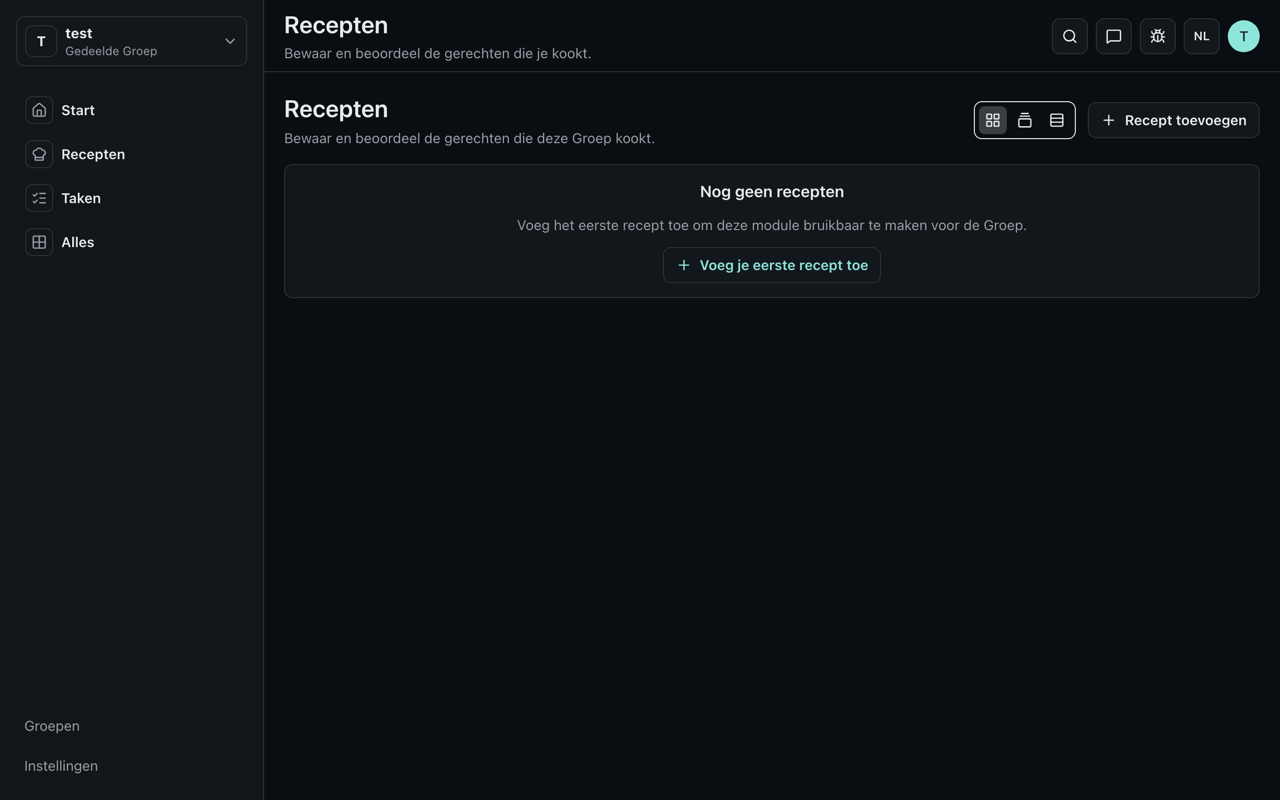 T
test
Gedeelde Groep
Start
Recepten
Taken
Alles
Groepen
Instellingen
Recepten
Bewaar en beoordeel de gerechten die je kookt.
NL
T
Recepten
Bewaar en beoordeel de gerechten die deze Groep kookt.
Recept toevoegen
Nog geen recepten
Voeg het eerste recept toe om deze module bruikbaar te maken voor de Groep.
Voeg je eerste recept toe